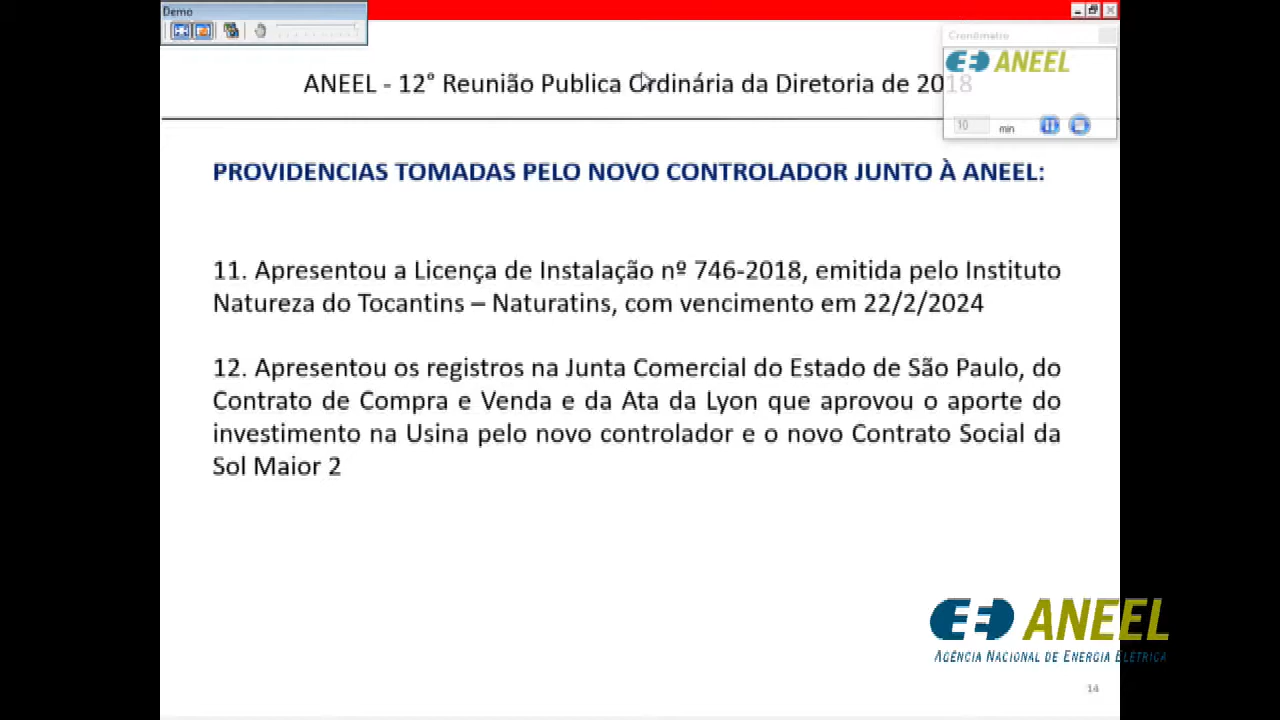 Demo
Cronômetro
ANEEL
ANEEL - 12° Reunião Publica Ordinária da Diretoria de 2018
10 min
PROVIDENCIAS TOMADAS PELO NOVO CONTROLADOR JUNTO À ANEEL:
11. Apresentou a Licença de Instalação nº 746-2018, emitida pelo Instituto
Natureza do Tocantins – Naturatins, com vencimento em 22/2/2024
12. Apresentou os registros na Junta Comercial do Estado de São Paulo, do
Contrato de Compra e Venda e da Ata da Lyon que aprovou o aporte do
investimento na Usina pelo novo controlador e o novo Contrato Social da
Sol Maior 2
ANEEL
AGÊNCIA NACIONAL DE ENERGIA ELÉTRICA
14